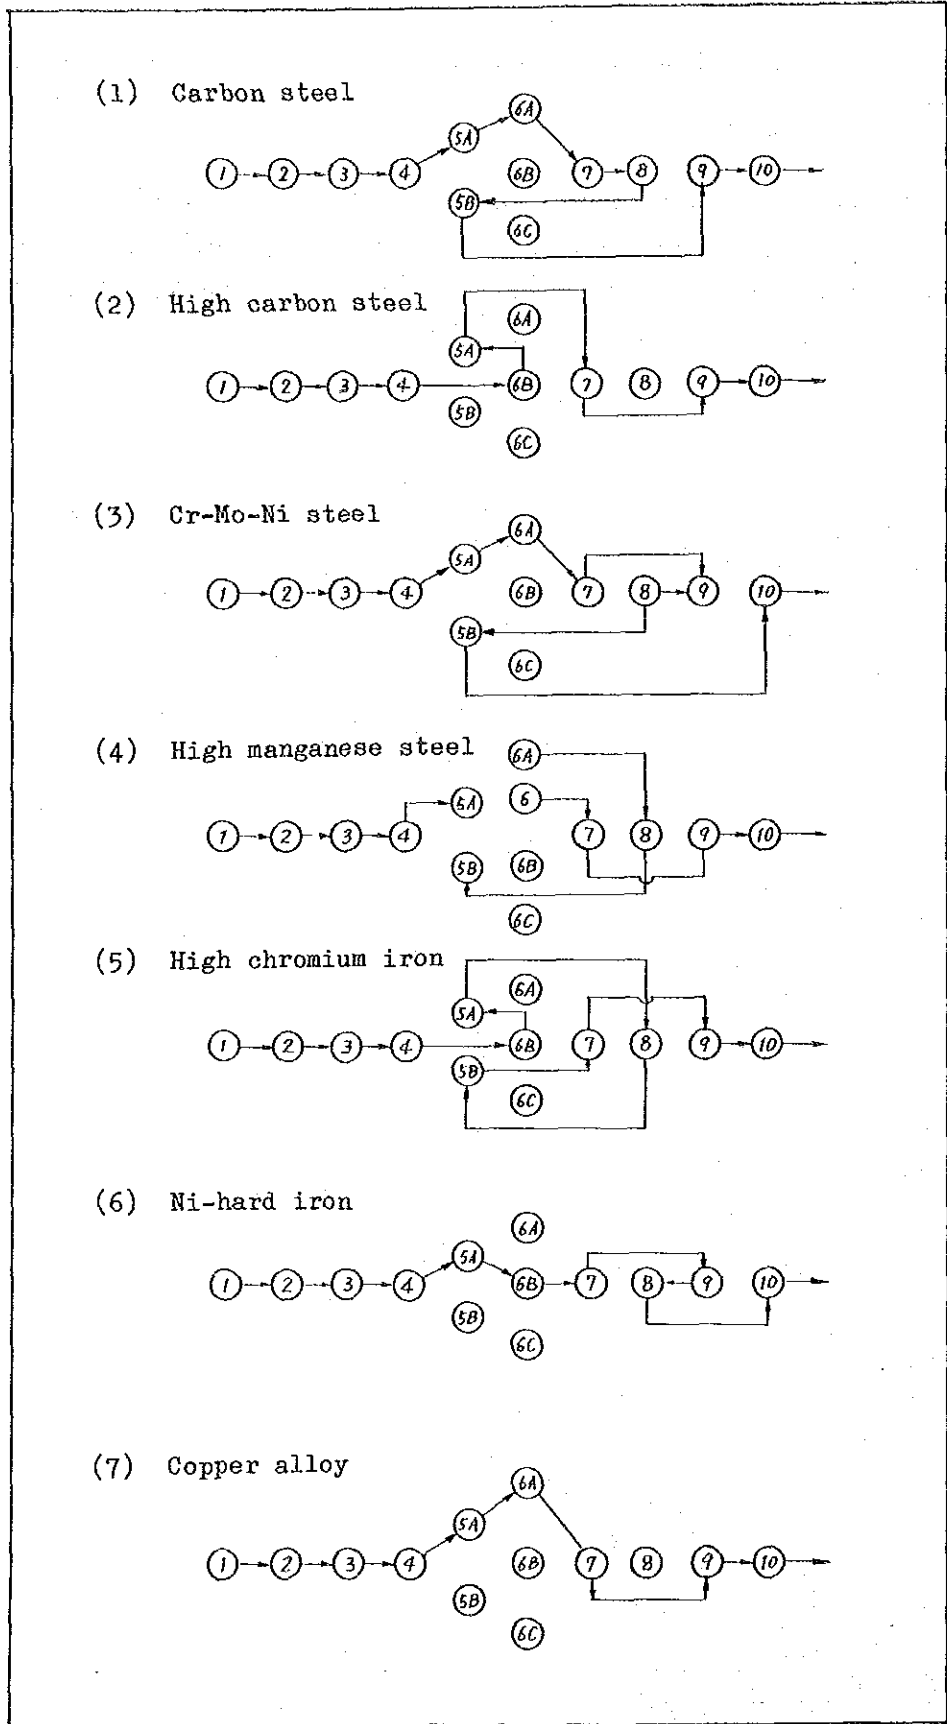 (1) Carbon steel
6A
5A
1 2 3 4 6B 7 8 9 10
5B
6C
(2) High carbon steel
6A
5A
1 2 3 4 6B 7 8 9 10
5B
6C
(3) Cr-Mo-Ni steel
6A
5A
1 2 3 4 6B 7 8 9 10
5B
6C
(4) High manganese steel
6A
5A 6
1 2 3 4 7 8 9 10
5B 6B
6C
(5) High chromium iron
6A
5A
1 2 3 4 6B 7 8 9 10
5B
6C
(6) Ni-hard iron
6A
5A
1 2 3 4 6B 7 8 9 10
5B
6C
(7) Copper alloy
6A
5A
1 2 3 4 6B 7 8 9 10
5B
6C